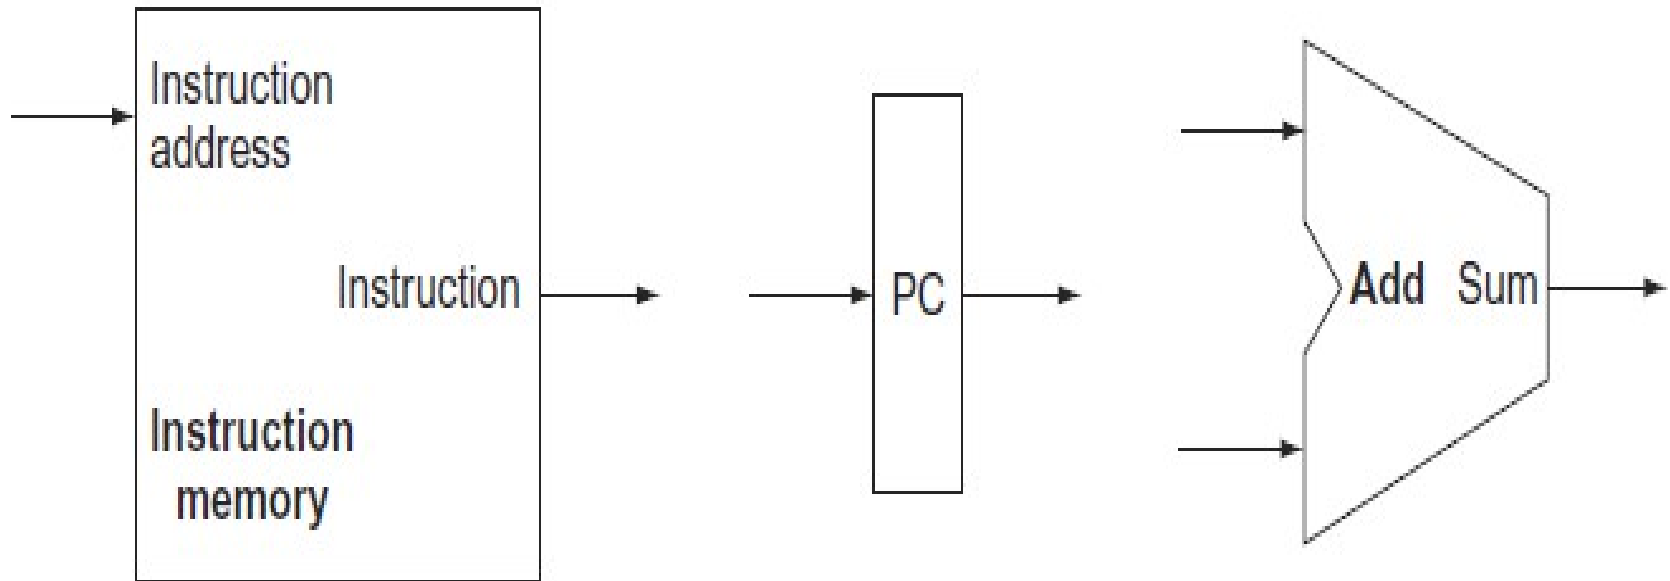 Instruction
address
Instruction
Instruction
memory
PC
Add Sum